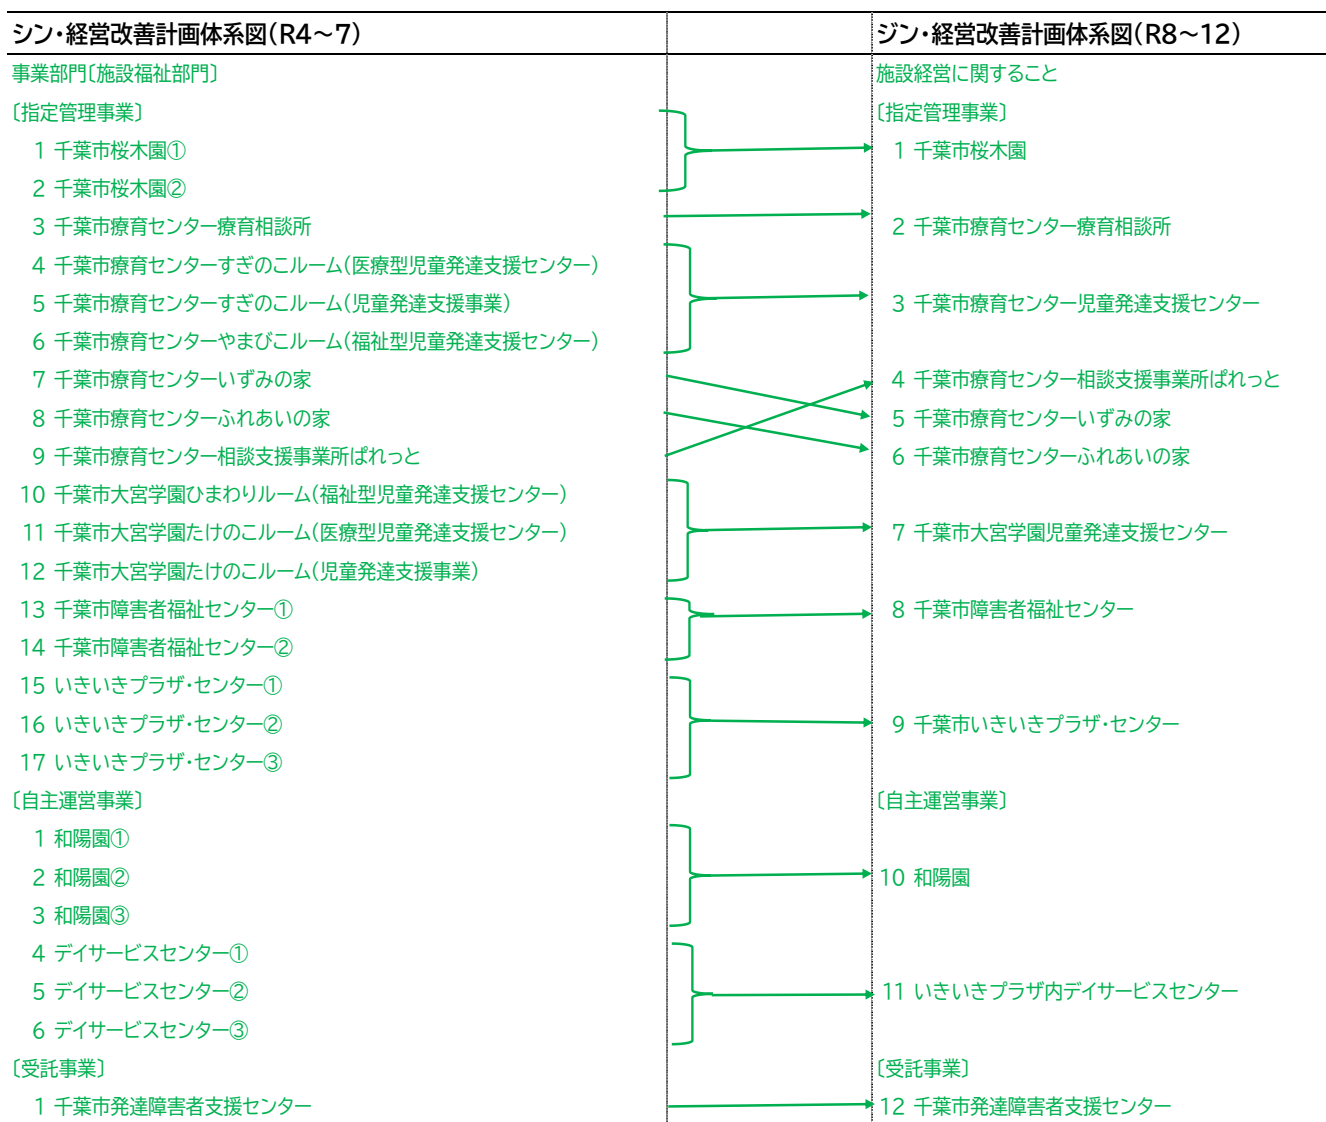 シン・経営改善計画体系図(R4～7)
ジン・経営改善計画体系図(R8～12)
事業部門〔施設福祉部門〕
施設経営に関すること
〔指定管理事業〕
〔指定管理事業〕
1 千葉市桜木園①
1 千葉市桜木園
2 千葉市桜木園②
3 千葉市療育センター療育相談所
2 千葉市療育センター療育相談所
4 千葉市療育センターすぎのこルーム(医療型児童発達支援センター)
5 千葉市療育センターすぎのこルーム(児童発達支援事業)
3 千葉市療育センター児童発達支援センター
6 千葉市療育センターやまびこルーム(福祉型児童発達支援センター)
7 千葉市療育センターいずみの家
4 千葉市療育センター相談支援事業所ぱれっと
8 千葉市療育センターふれあいの家
5 千葉市療育センターいずみの家
9 千葉市療育センター相談支援事業所ぱれっと
6 千葉市療育センターふれあいの家
10 千葉市大宮学園ひまわりルーム(福祉型児童発達支援センター)
11 千葉市大宮学園たけのこルーム(医療型児童発達支援センター)
7 千葉市大宮学園児童発達支援センター
12 千葉市大宮学園たけのこルーム(児童発達支援事業)
13 千葉市障害者福祉センター①
8 千葉市障害者福祉センター
14 千葉市障害者福祉センター②
15 いきいきプラザ・センター①
16 いきいきプラザ・センター②
9 千葉市いきいきプラザ・センター
17 いきいきプラザ・センター③
〔自主運営事業〕
〔自主運営事業〕
1 和陽園①
2 和陽園②
10 和陽園
3 和陽園③
4 デイサービスセンター①
5 デイサービスセンター②
11 いきいきプラザ内デイサービスセンター
6 デイサービスセンター③
〔受託事業〕
〔受託事業〕
1 千葉市発達障害者支援センター
12 千葉市発達障害者支援センター